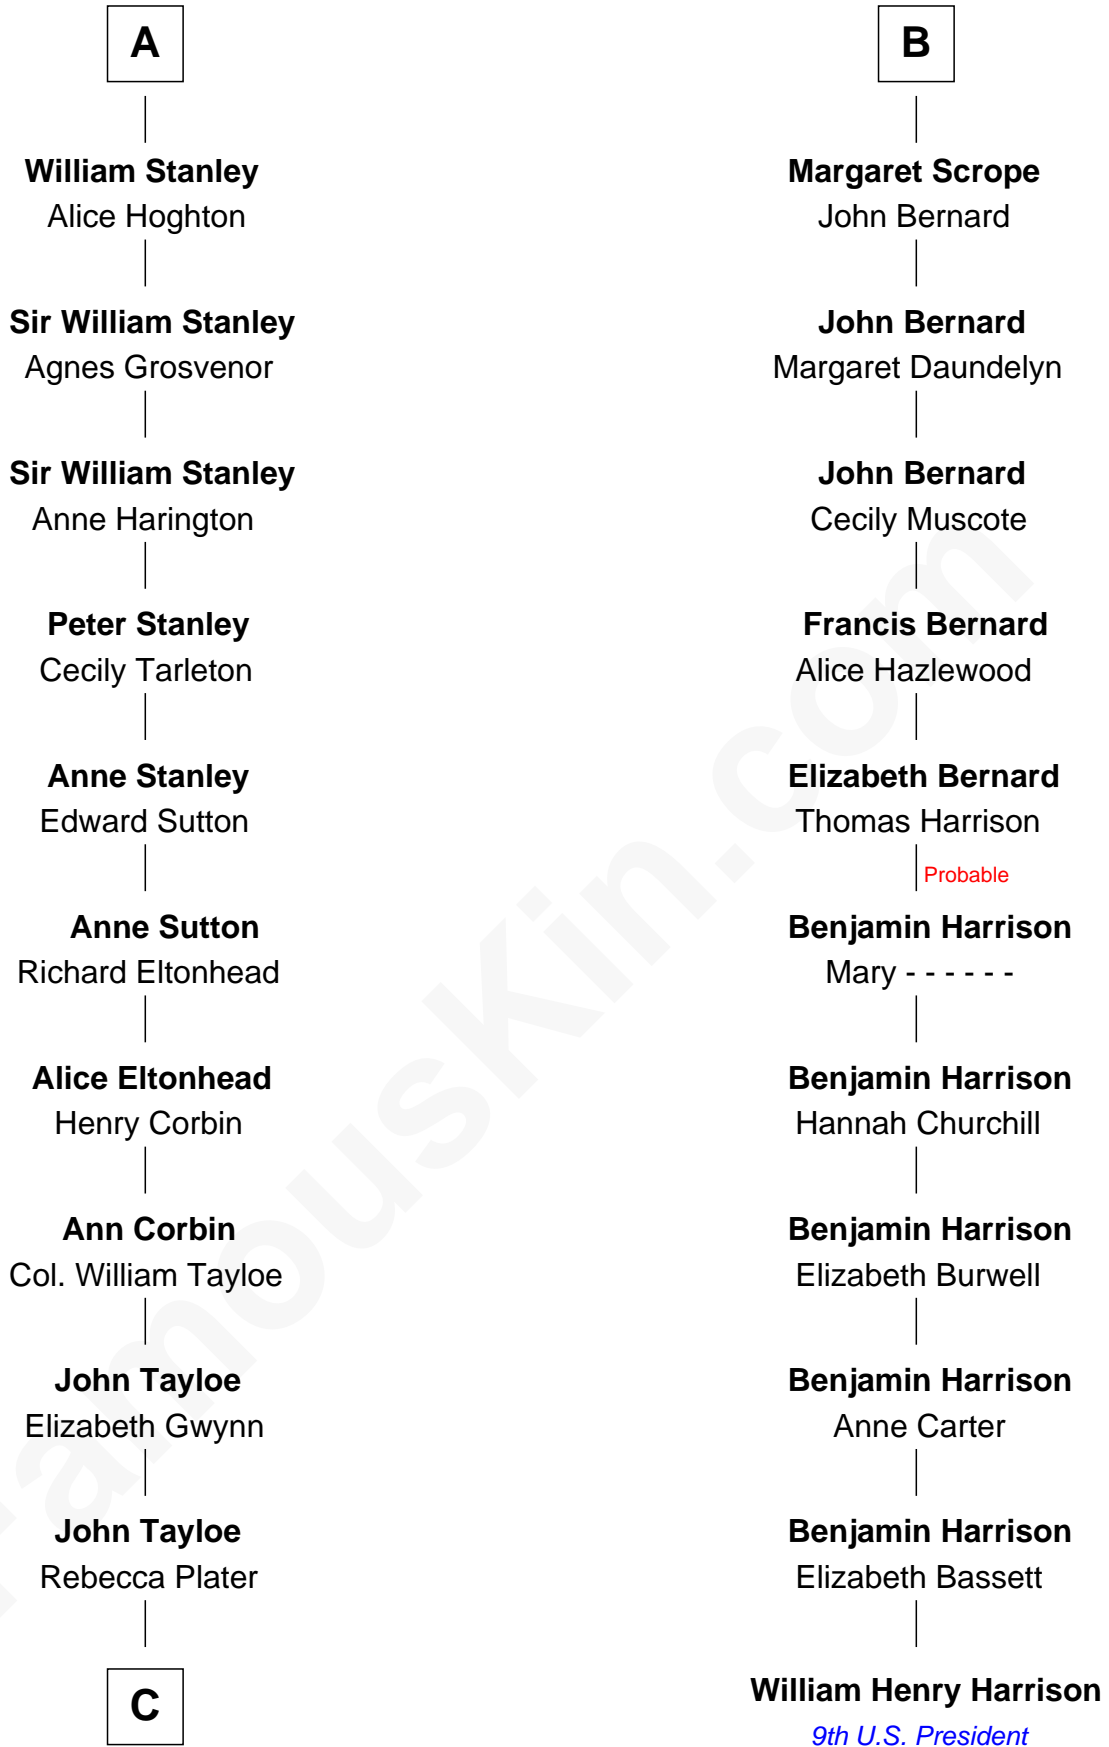 A
William Stanley
Alice Hoghton
Sir William Stanley
Agnes Grosvenor
Sir William Stanley
Anne Harington
Peter Stanley
Cecily Tarleton
Anne Stanley
Edward Sutton
Anne Sutton
Richard Eltonhead
Alice Eltonhead
Henry Corbin
Ann Corbin
Col. William Tayloe
John Tayloe
Elizabeth Gwynn
John Tayloe
Rebecca Plater
C
B
Margaret Scrope
John Bernard
John Bernard
Margaret Daundelyn
John Bernard
Cecily Muscote
Francis Bernard
Alice Hazlewood
Elizabeth Bernard
Thomas Harrison
Probable
Benjamin Harrison
Mary - - - - - -
Benjamin Harrison
Hannah Churchill
Benjamin Harrison
Elizabeth Burwell
Benjamin Harrison
Anne Carter
Benjamin Harrison
Elizabeth Bassett
William Henry Harrison
9th U.S. President
FamousKin.com